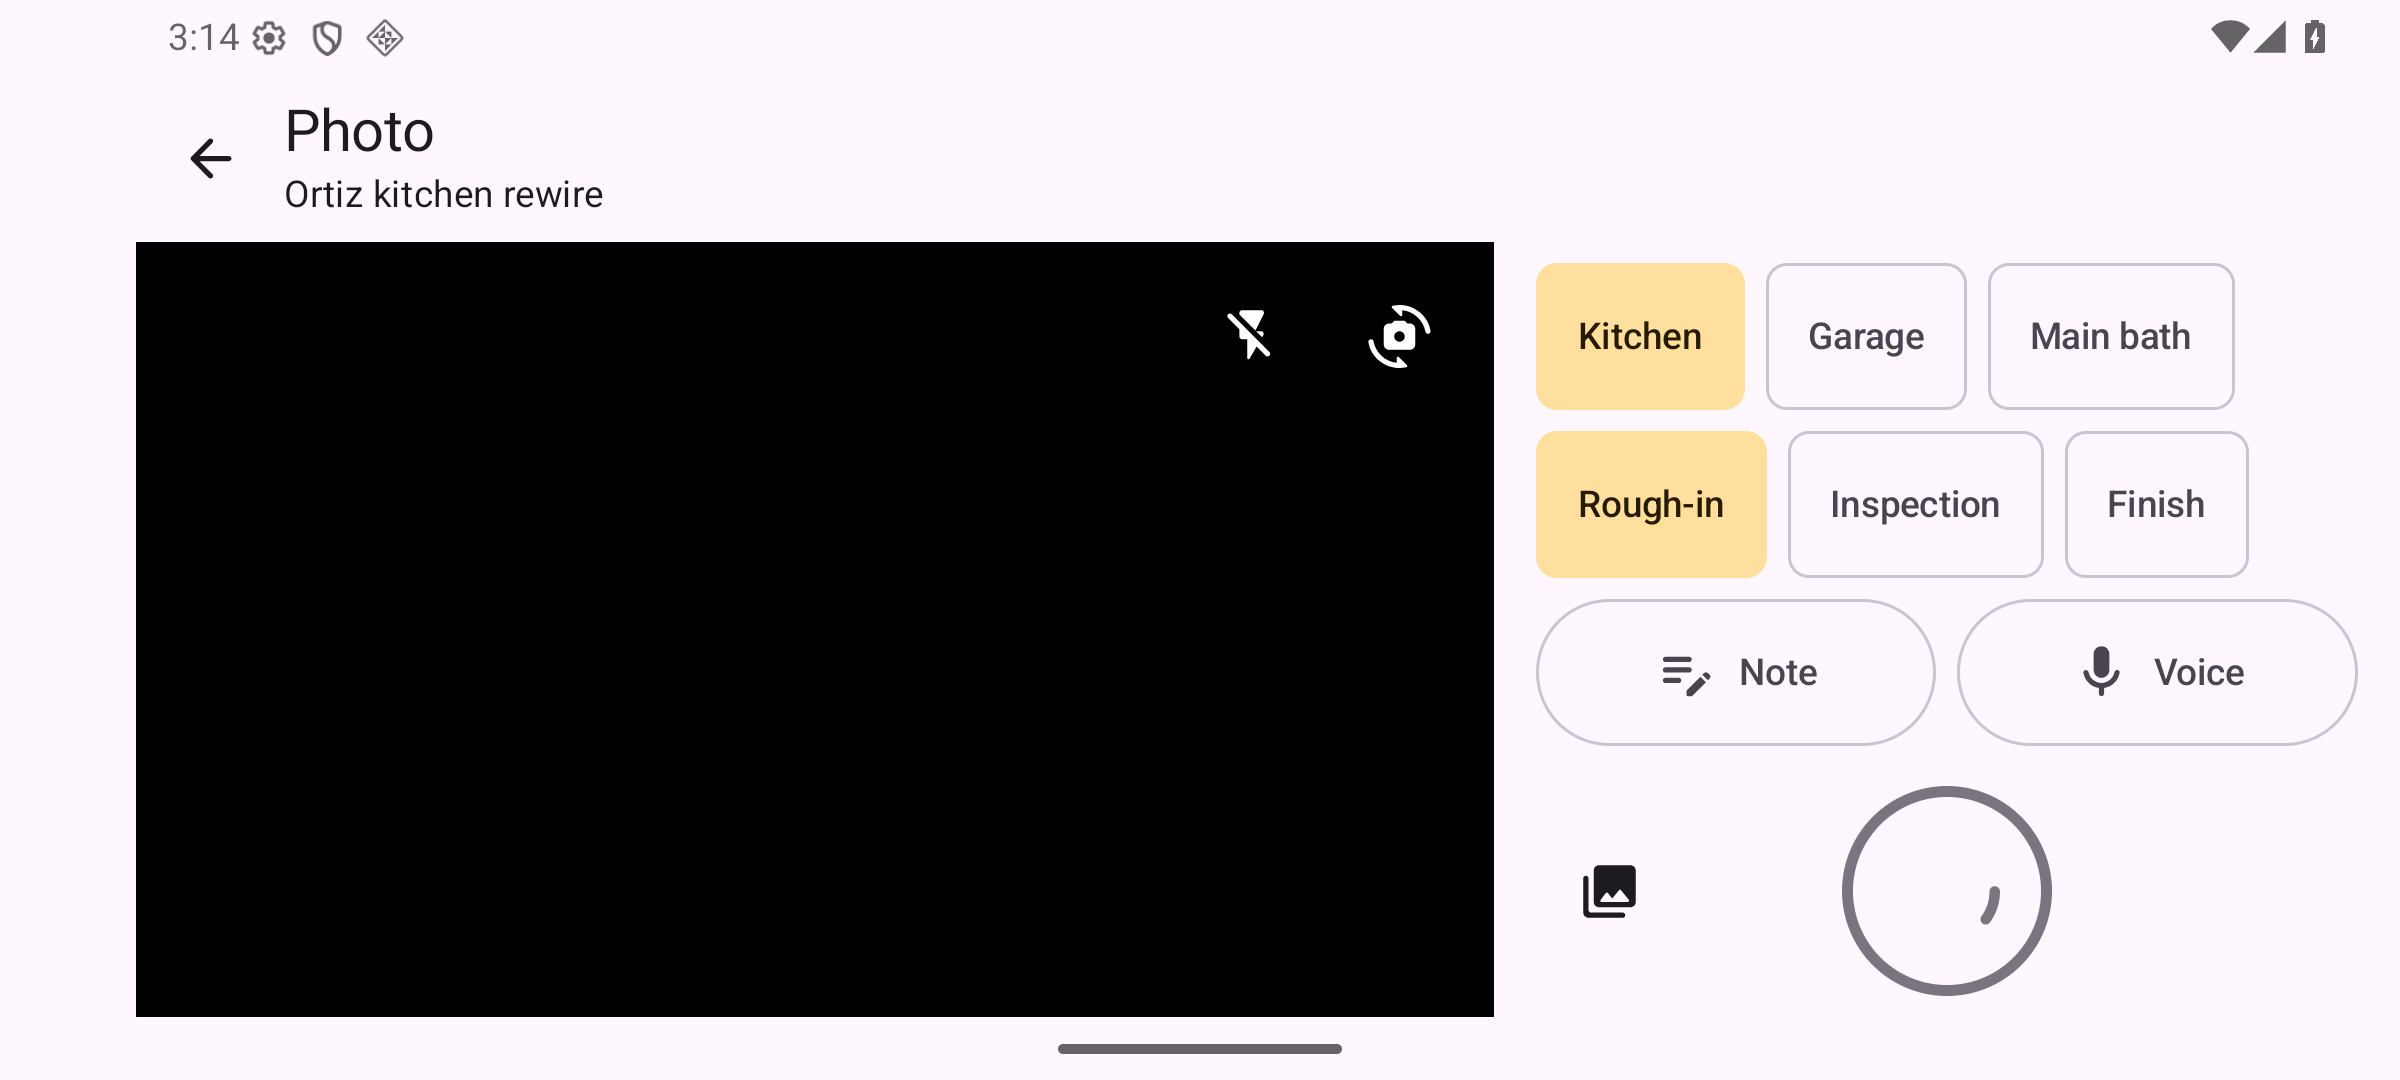 3:14
Photo
Ortiz kitchen rewire
Kitchen Garage Main bath
Rough-in Inspection Finish
Note Voice